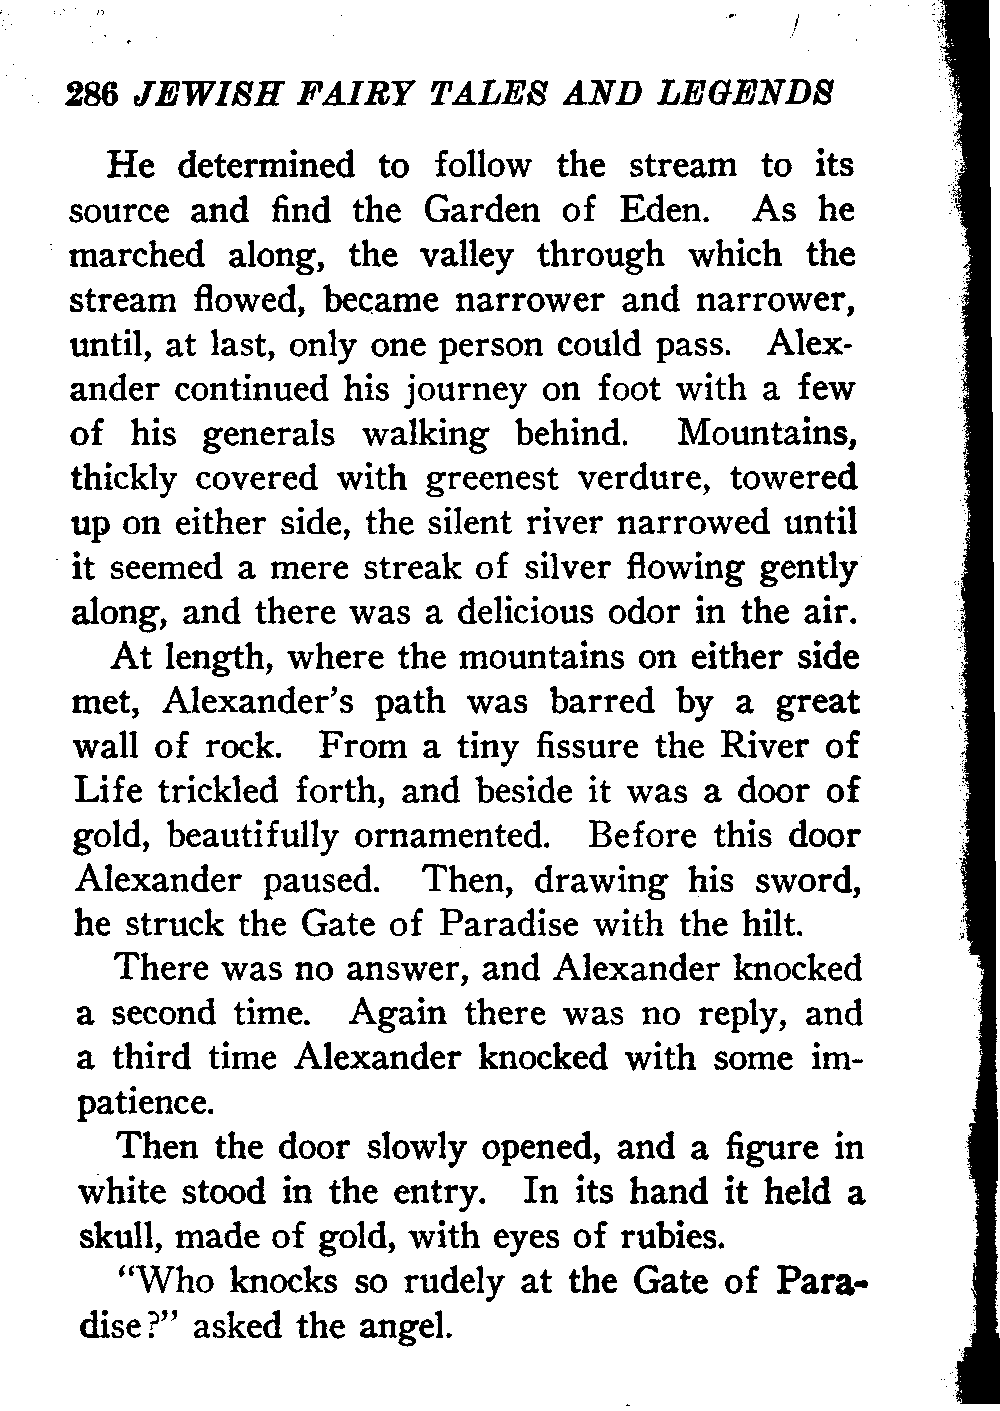 286 JEWISH FAIRY TALES AND LEGENDS
He determined to follow the stream to its
source and find the Garden of Eden. As he
marched along, the valley through which the
stream flowed, became narrower and narrower,
until, at last, only one person could pass. Alex-
ander continued his journey on foot with a few
of his generals walking behind. Mountains,
thickly covered with greenest verdure, towered
up on either side, the silent river narrowed until
it seemed a mere streak of silver flowing gently
along, and there was a delicious odor in the air.
At length, where the mountains on either side
met, Alexander's path was barred by a great
wall of rock. From a tiny fissure the River of
Life trickled forth, and beside it was a door of
gold, beautifully ornamented. Before this door
Alexander paused. Then, drawing his sword,
he struck the Gate of Paradise with the hilt.
There was no answer, and Alexander knocked
a second time. Again there was no reply, and
a third time Alexander knocked with some im-
patience.
Then the door slowly opened, and a figure in
white stood in the entry. In its hand it held a
skull, made of gold, with eyes of rubies.
"Who knocks so rudely at the Gate of Para-
dise?" asked the angel.